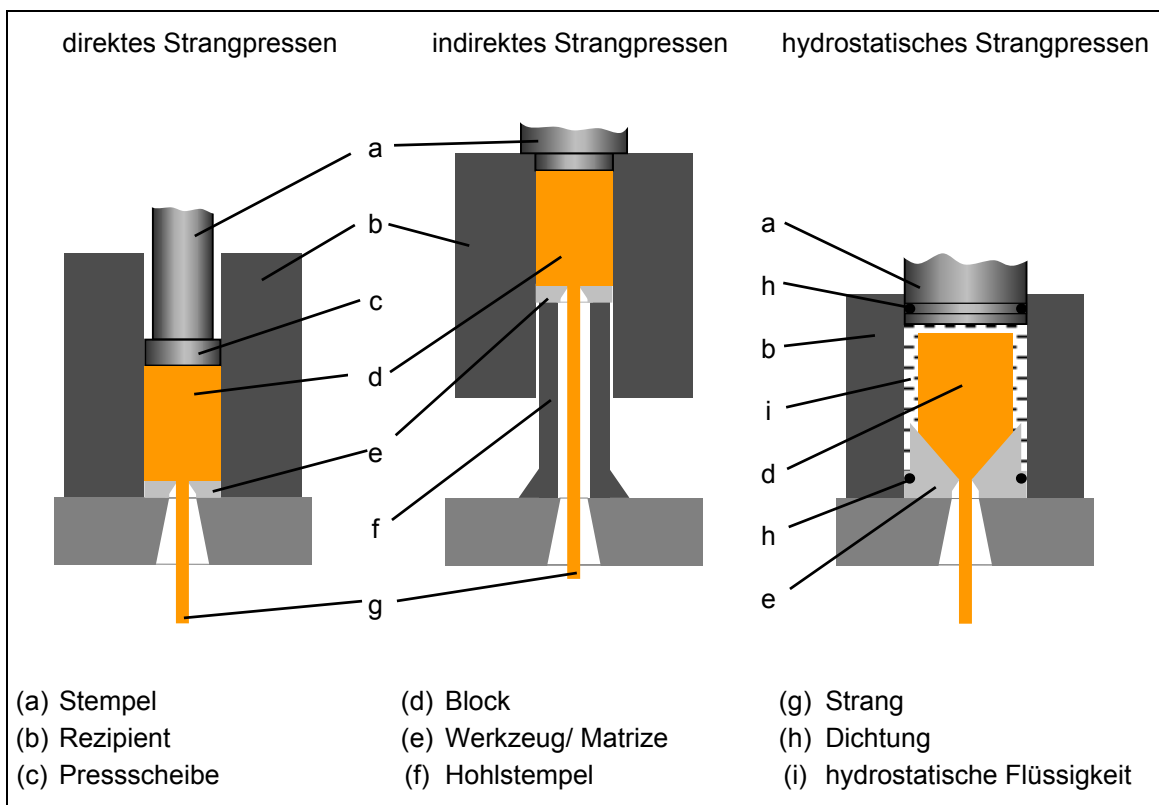 direktes Strangpressen
indirektes Strangpressen
hydrostatisches Strangpressen
a
b
c
d
e
f
g
a
h
b
i
d
h
e
(a) Stempel
(b) Rezipient
(c) Pressscheibe
(d) Block
(e) Werkzeug/ Matrize
(f) Hohlstempel
(g) Strang
(h) Dichtung
(i) hydrostatische Flüssigkeit